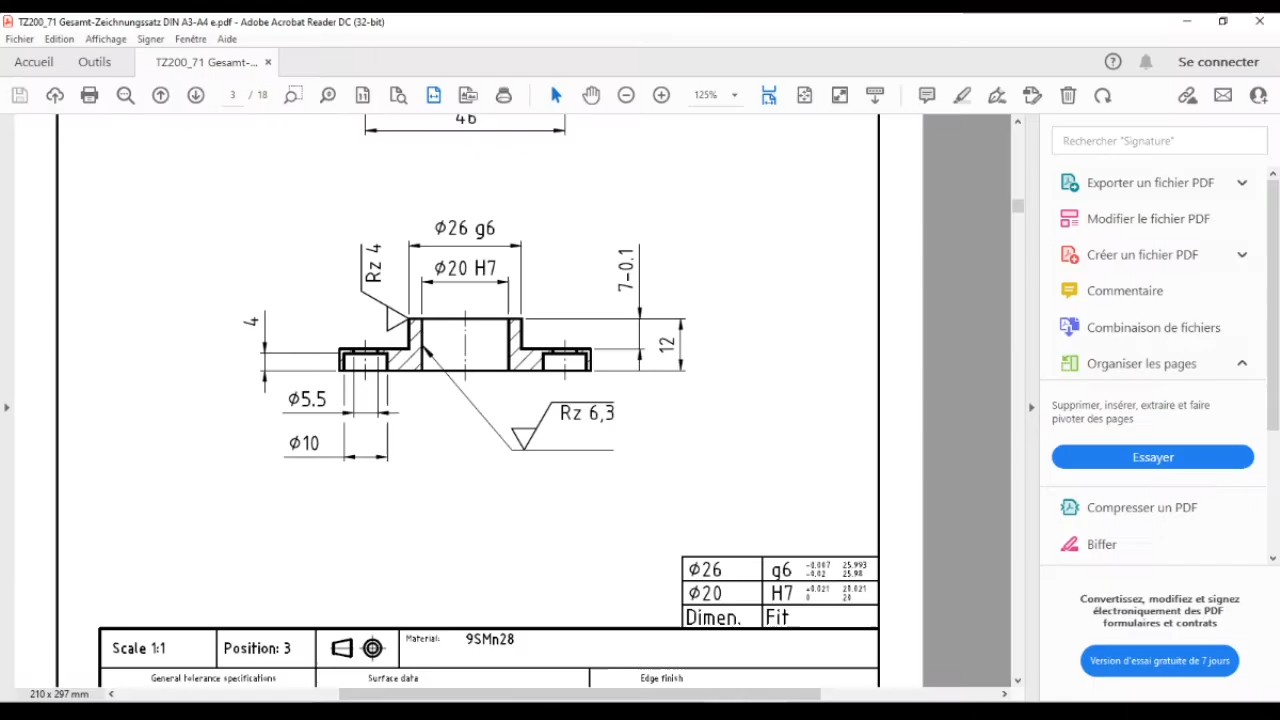 TZ200_71 Gesamt-Zeichnungssatz DIN A3-A4 e.pdf - Adobe Acrobat Reader DC (32-bit)
Fichier Edition Affichage Signer Fenêtre Aide
Accueil Outils TZ200_71 Gesamt-... × Se connecter
3 / 18 125%
46
Rechercher "Signature"
Exporter un fichier PDF
Modifier le fichier PDF
Créer un fichier PDF
Commentaire
Combinaison de fichiers
Organiser les pages
Supprimer, insérer, extraire et faire
pivoter des pages
Essayer
Compresser un PDF
Biffer
Convertissez, modifiez et signez
électroniquement des PDF
formulaires et contrats
Version d'essai gratuite de 7 jours
Ø26 g6
Rz 4
Ø20 H7
7-0.1
4
12
Ø5.5
Rz 6,3
Ø10
Ø26 g6 -0.007 25.993
-0.02 25.98
Ø20 H7 +0.021 20.021
0 20
Dimen. Fit
Scale 1:1 Position: 3 Material: 9SMn28
General tolerance specifications Surface data Edge finish
210 x 297 mm